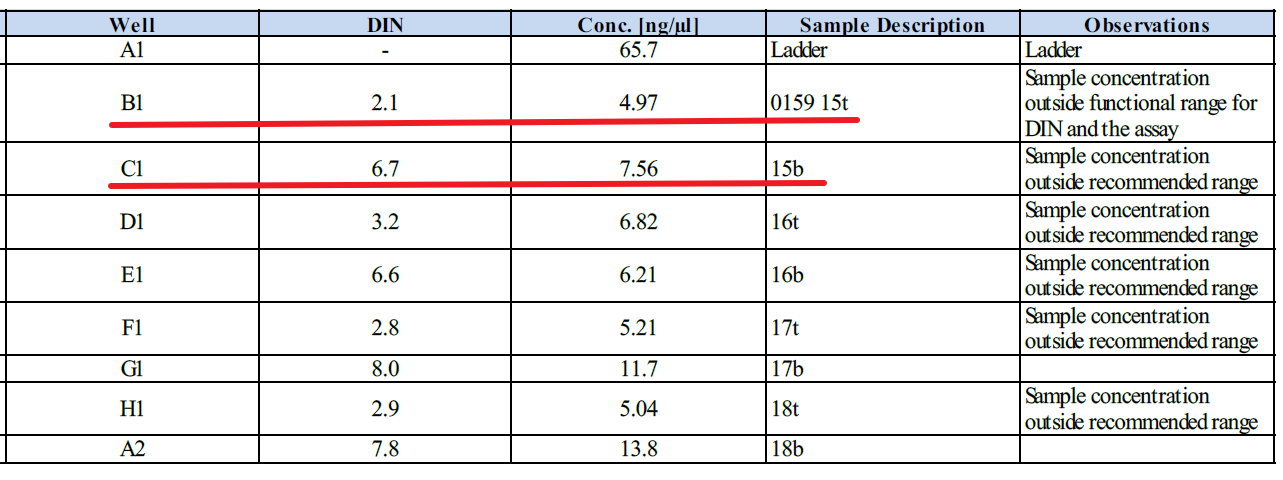 Well DIN Conc. [ng/µl] Sample Description Observations
A1 - 65.7 Ladder Ladder
B1 2.1 4.97 0159 15t Sample concentration
outside functional range for
DIN and the assay
C1 6.7 7.56 15b Sample concentration
outside recommended range
D1 3.2 6.82 16t Sample concentration
outside recommended range
E1 6.6 6.21 16b Sample concentration
outside recommended range
F1 2.8 5.21 17t Sample concentration
outside recommended range
G1 8.0 11.7 17b
H1 2.9 5.04 18t Sample concentration
outside recommended range
A2 7.8 13.8 18b